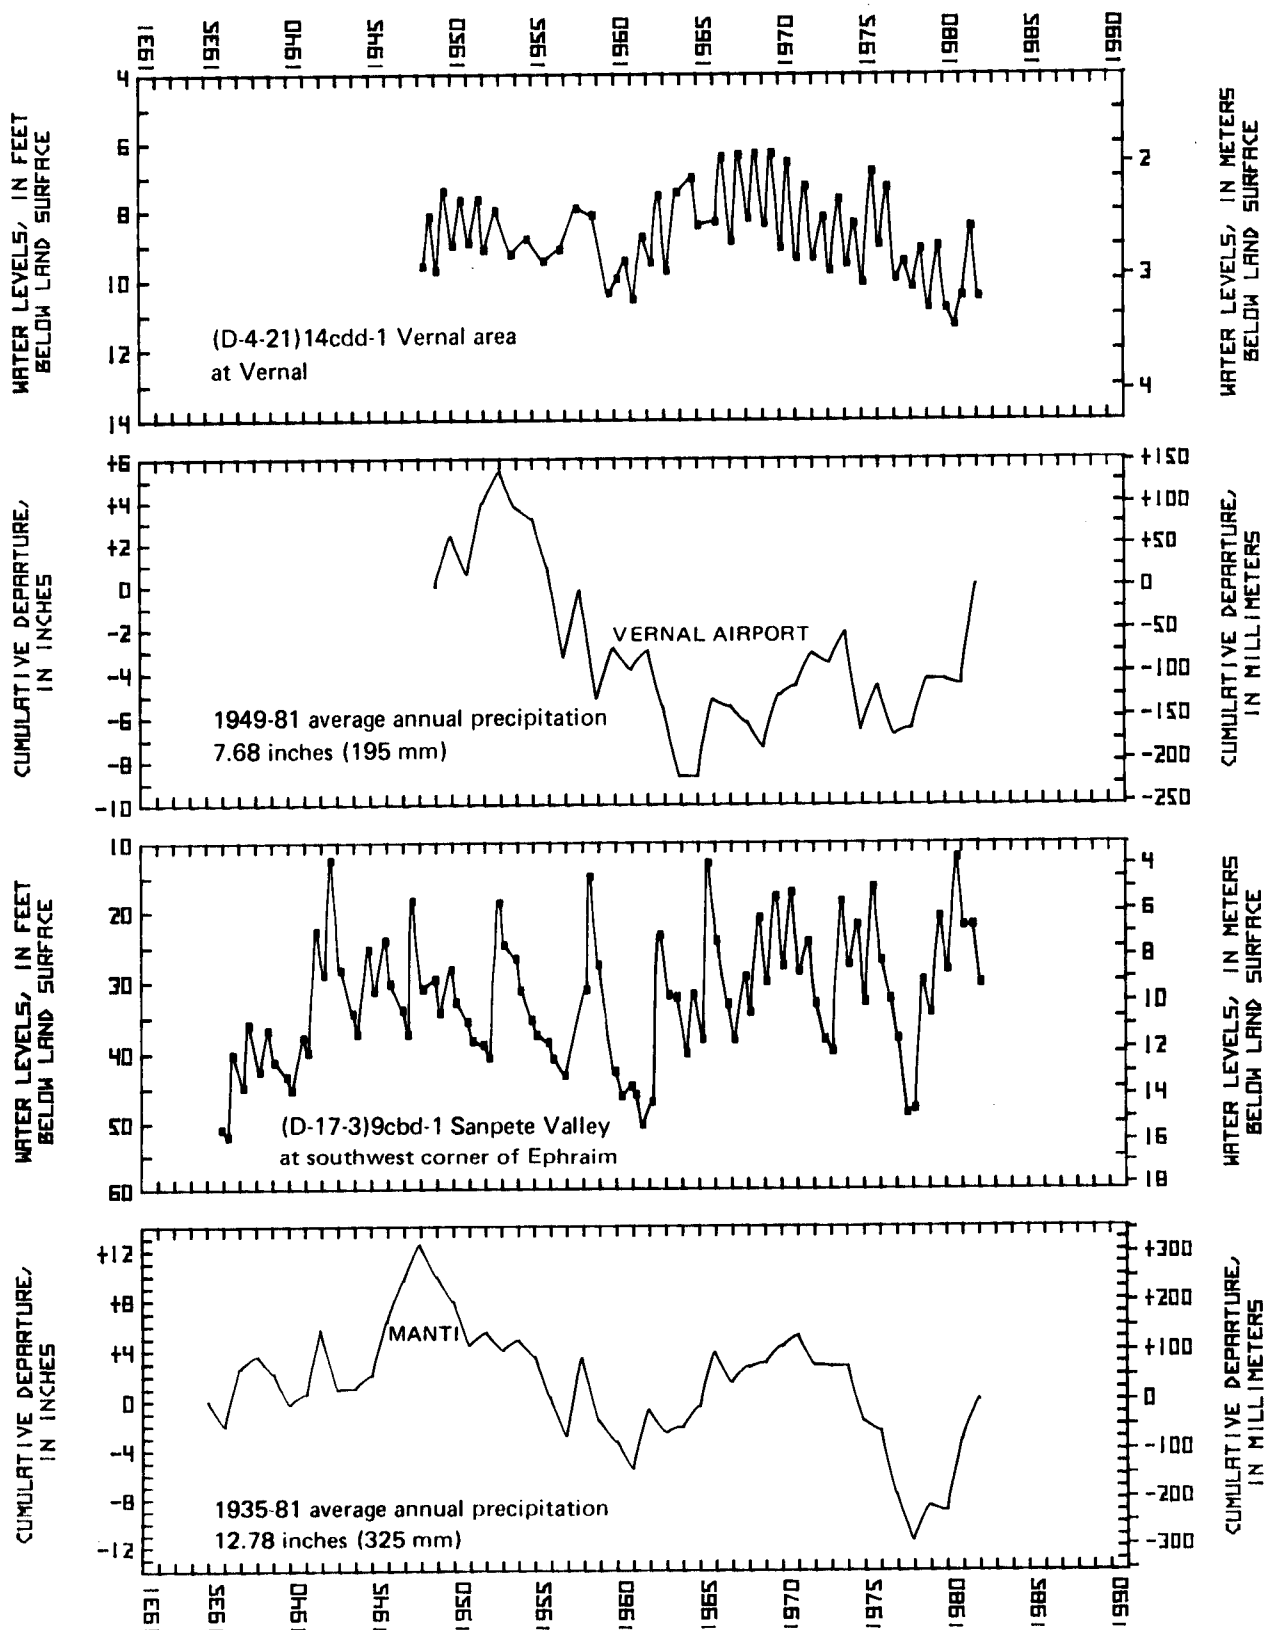 1931 1935 1940 1945 1950 1955 1960 1965 1970 1975 1980 1985 1990
WATER LEVELS, IN FEET
BELOW LAND SURFACE
4
6
8
10
12
14
(D-4-21)14cdd-1 Vernal area
at Vernal
2
3
4
WATER LEVELS, IN METERS
BELOW LAND SURFACE
CUMULATIVE DEPARTURE,
IN INCHES
+6
+4
+2
0
-2
-4
-6
-8
-10
VERNAL AIRPORT
1949-81 average annual precipitation
7.68 inches (195 mm)
+150
+100
+50
0
-50
-100
-150
-200
-250
CUMULATIVE DEPARTURE,
IN MILLIMETERS
WATER LEVELS, IN FEET
BELOW LAND SURFACE
10
20
30
40
50
60
(D-17-3)9cbd-1 Sanpete Valley
at southwest corner of Ephraim
4
6
8
10
12
14
16
18
WATER LEVELS, IN METERS
BELOW LAND SURFACE
CUMULATIVE DEPARTURE,
IN INCHES
+12
+8
+4
0
-4
-8
-12
MANTI
1935-81 average annual precipitation
12.78 inches (325 mm)
+300
+200
+100
0
-100
-200
-300
CUMULATIVE DEPARTURE,
IN MILLIMETERS
1931 1935 1940 1945 1950 1955 1960 1965 1970 1975 1980 1985 1990